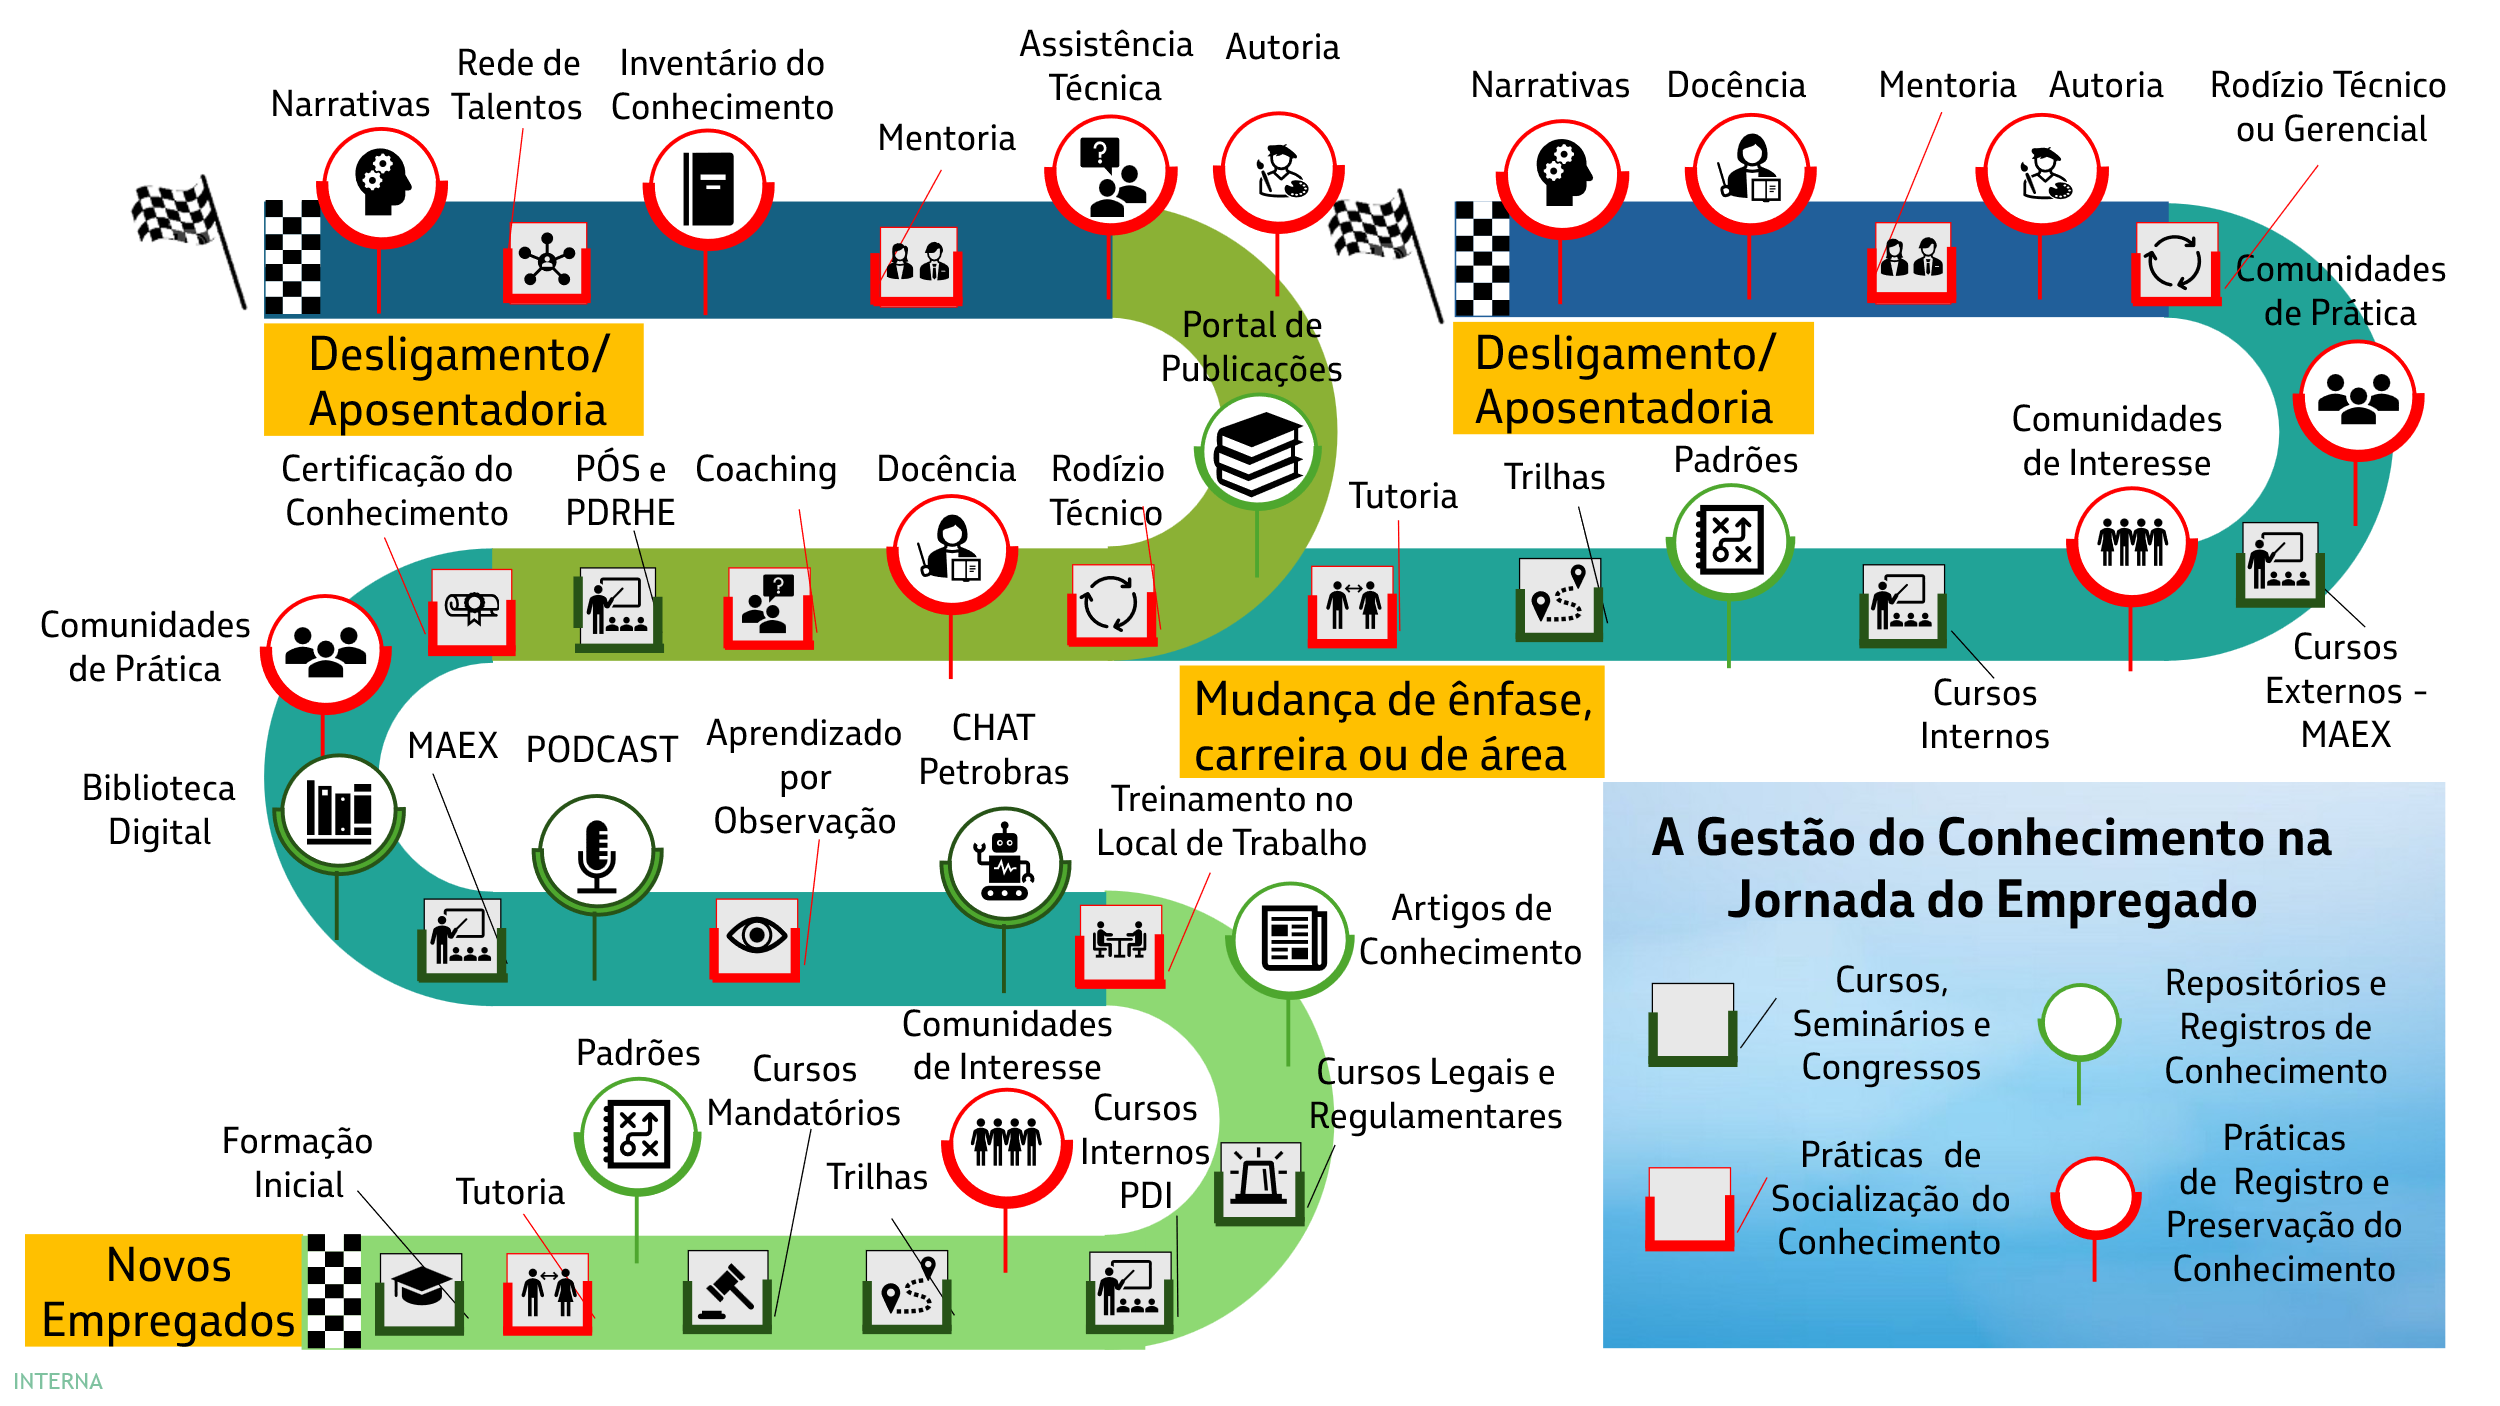 Narrativas
Rede de
Talentos
Inventário do
Conhecimento
Mentoria
Assistência
Técnica
Autoria
Narrativas
Docência
Mentoria
Autoria
Rodízio Técnico
ou Gerencial
Comunidades
de Prática
Desligamento/
Aposentadoria
Portal de
Publicações
Desligamento/
Aposentadoria
Certificação do
Conhecimento
PÓS e
PDRHE
Coaching
Docência
Rodízio
Técnico
Tutoria
Trilhas
Padrões
Comunidades
de Interesse
Comunidades
de Prática
Mudança de ênfase,
carreira ou de área
Cursos
Internos
Cursos
Externos -
MAEX
Biblioteca
Digital
MAEX
PODCAST
Aprendizado
por
Observação
CHAT
Petrobras
Treinamento no
Local de Trabalho
Artigos de
Conhecimento
Formação
Inicial
Tutoria
Padrões
Cursos
Mandatórios
Trilhas
Comunidades
de Interesse
Cursos
Internos
PDI
Cursos Legais e
Regulamentares
Novos
Empregados
A Gestão do Conhecimento na
Jornada do Empregado
Cursos,
Seminários e
Congressos
Repositórios e
Registros de
Conhecimento
Práticas de
Socialização do
Conhecimento
Práticas
de Registro e
Preservação do
Conhecimento
INTERNA